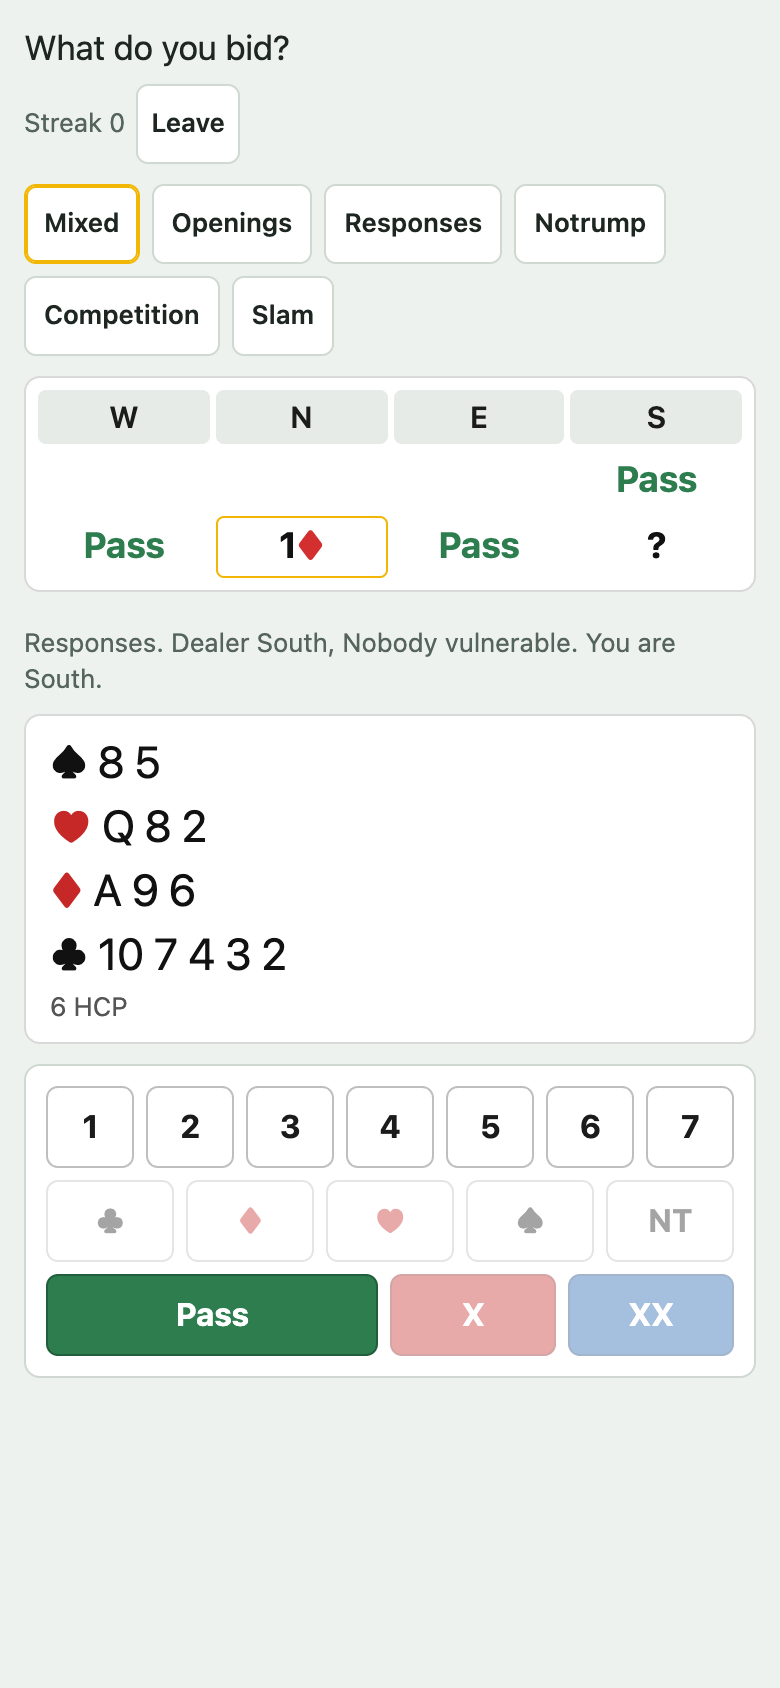 What do you bid?
Streak 0 Leave
Mixed Openings Responses Notrump
Competition Slam
W N E S
Pass
Pass 1♦ Pass ?
Responses. Dealer South, Nobody vulnerable. You are
South.
♠ 8 5
♥ Q 8 2
♦ A 9 6
♣ 10 7 4 3 2
6 HCP
1 2 3 4 5 6 7
♣ ♦ ♥ ♠ NT
Pass X XX